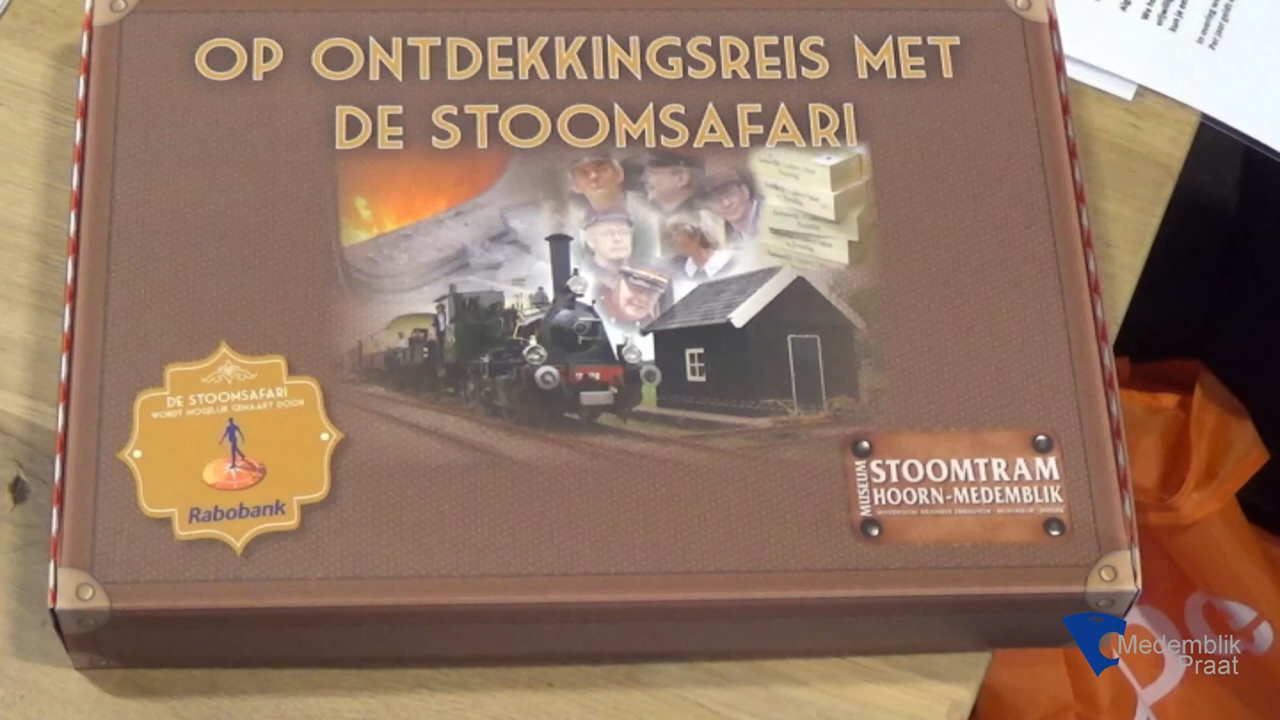 OP ONTDEKKINGSREIS MET
DE STOOMSAFARI
DE STOOMSAFARI
WORDT MOGELIJK GEMAAKT DOOR
Rabobank
MUSEUM
STOOMTRAM
HOORN-MEDEMBLIK
Medemblik
Praat